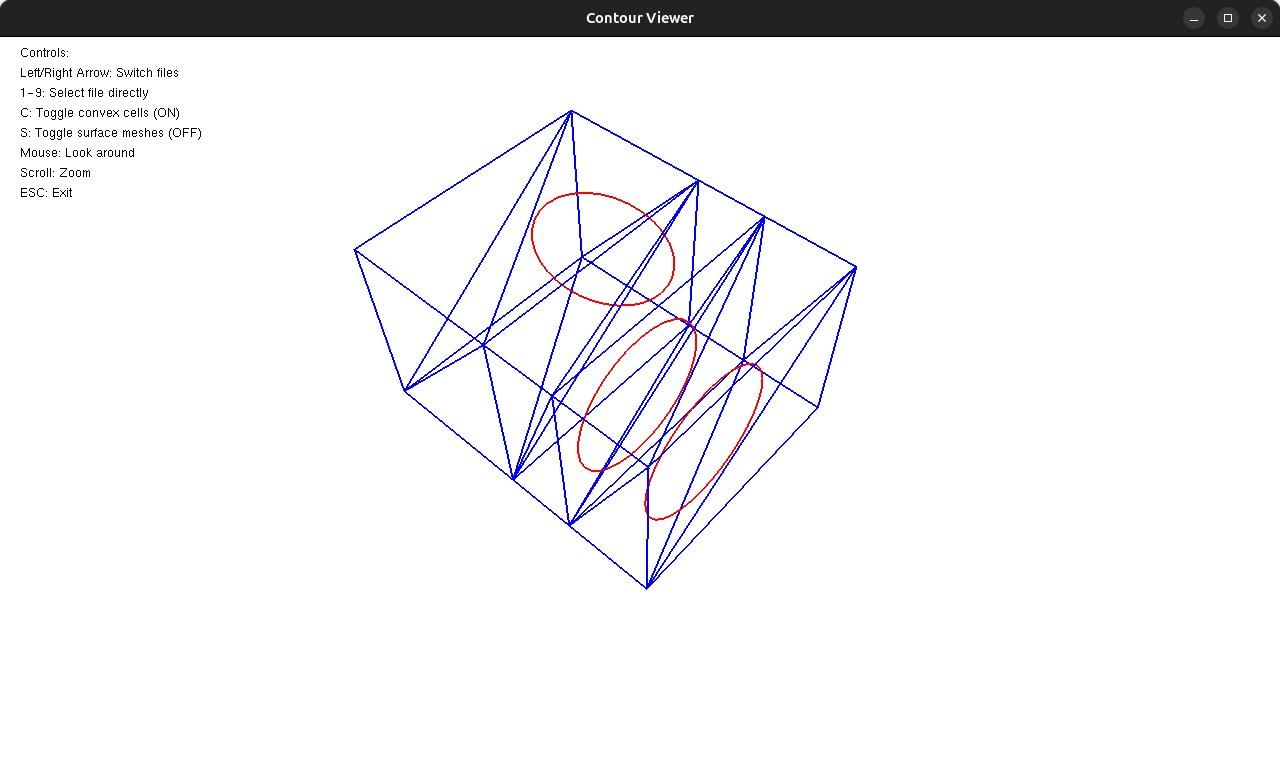 Contour Viewer
Controls:
Left/Right Arrow: Switch files
1-9: Select file directly
C: Toggle convex cells (ON)
S: Toggle surface meshes (OFF)
Mouse: Look around
Scroll: Zoom
ESC: Exit